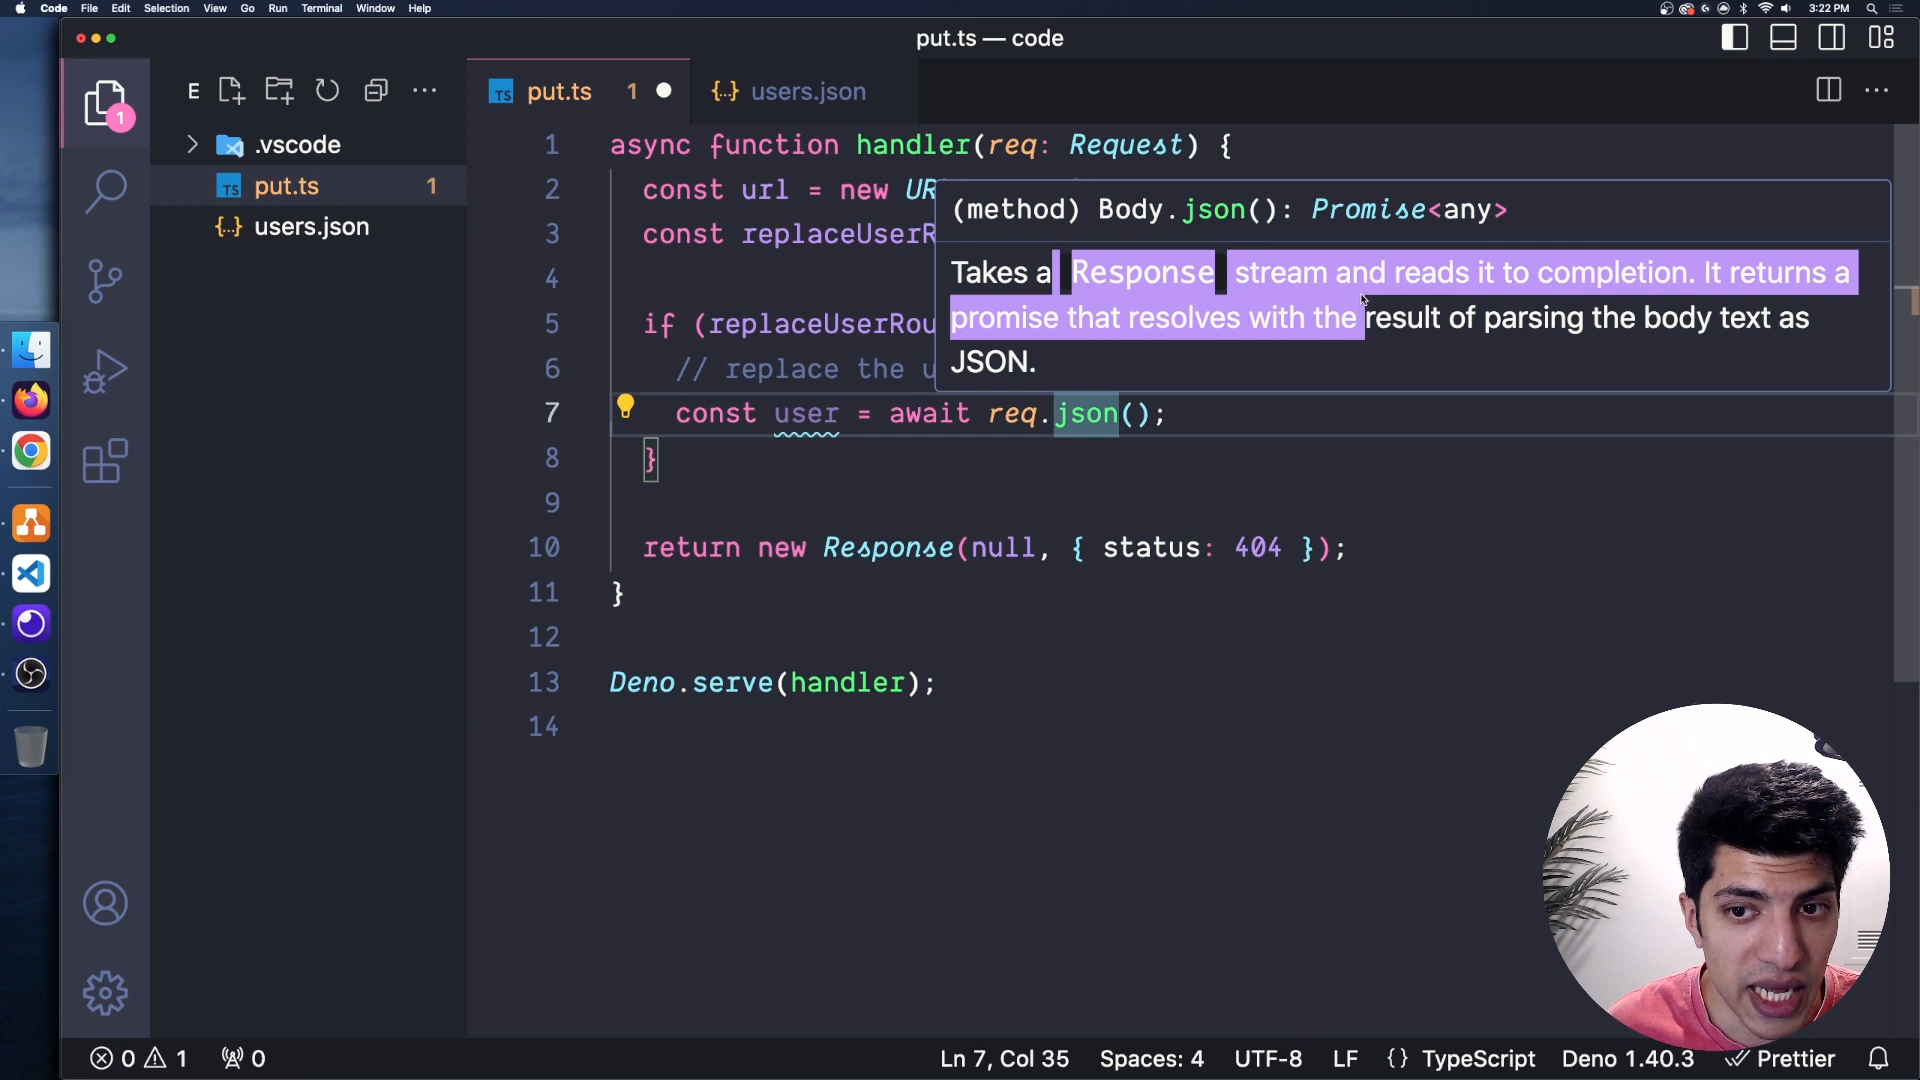 Code File Edit Selection View Go Run Terminal Window Help 3:22 PM
put.ts — code
E
put.ts 1 users.json
.vscode
put.ts 1
users.json
1 async function handler(req: Request) {
2 const url = new UR
3 const replaceUserR
4
5 if (replaceUserRou
6 // replace the u
7 const user = await req.json();
8 }
9
10 return new Response(null, { status: 404 });
11 }
12
13 Deno.serve(handler);
14
(method) Body.json(): Promise<any>
Takes a Response stream and reads it to completion. It returns a
promise that resolves with the result of parsing the body text as
JSON.
1
0 1 0 Ln 7, Col 35 Spaces: 4 UTF-8 LF {} TypeScript Deno 1.40.3 Prettier